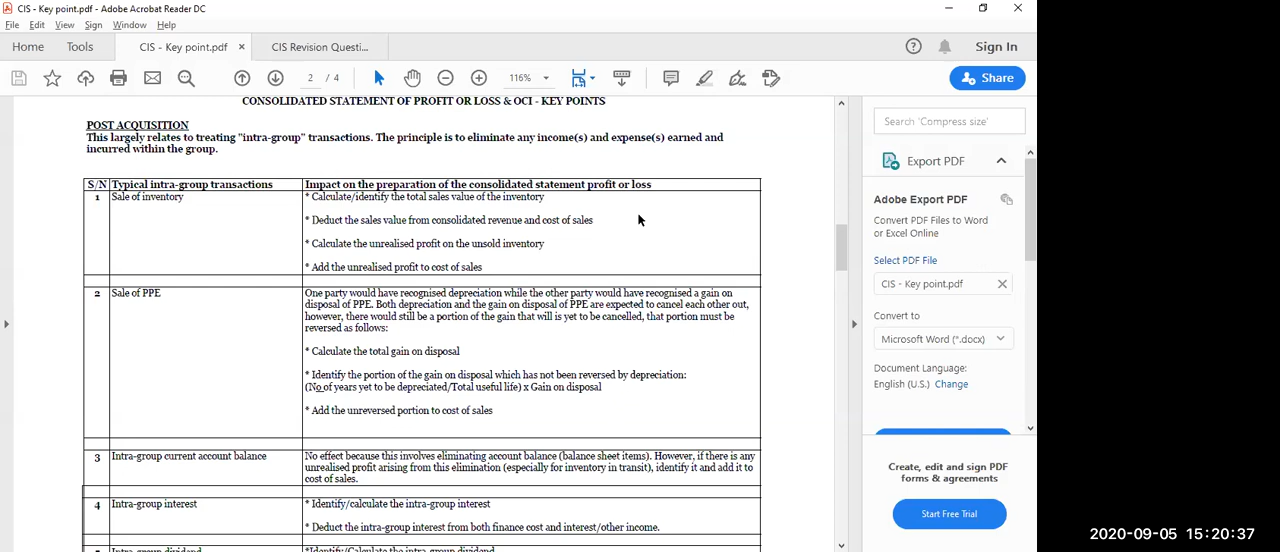 CIS - Key point.pdf - Adobe Acrobat Reader DC
File Edit View Sign Window Help
Home Tools CIS - Key point.pdf × CIS Revision Questi... Sign In
2 / 4 116% Share
CONSOLIDATED STATEMENT OF PROFIT OR LOSS & OCI - KEY POINTS
POST ACQUISITION
This largely relates to treating "intra-group" transactions. The principle is to eliminate any income(s) and expense(s) earned and
incurred within the group.
S/N Typical intra-group transactions Impact on the preparation of the consolidated statement profit or loss
1 Sale of inventory * Calculate/identify the total sales value of the inventory
* Deduct the sales value from consolidated revenue and cost of sales
* Calculate the unrealised profit on the unsold inventory
* Add the unrealised profit to cost of sales
2 Sale of PPE One party would have recognised depreciation while the other party would have recognised a gain on
disposal of PPE. Both depreciation and the gain on disposal of PPE are expected to cancel each other out,
however, there would still be a portion of the gain that will is yet to be cancelled, that portion must be
reversed as follows:
* Calculate the total gain on disposal
* Identify the portion of the gain on disposal which has not been reversed by depreciation:
(No of years yet to be depreciated/Total useful life) x Gain on disposal
* Add the unreversed portion to cost of sales
3 Intra-group current account balance No effect because this involves eliminating account balance (balance sheet items). However, if there is any
unrealised profit arising from this elimination (especially for inventory in transit), identify it and add it to
cost of sales.
4 Intra-group interest * Identify/calculate the intra-group interest
* Deduct the intra-group interest from both finance cost and interest/other income.
5 Intra-group dividend *Identify/Calculate the intra-group dividend
Search 'Compress size'
Export PDF
Adobe Export PDF
Convert PDF Files to Word
or Excel Online
Select PDF File
CIS - Key point.pdf ×
Convert to
Microsoft Word (*.docx)
Document Language:
English (U.S.) Change
Create, edit and sign PDF
forms & agreements
Start Free Trial
2020-09-05 15:20:37